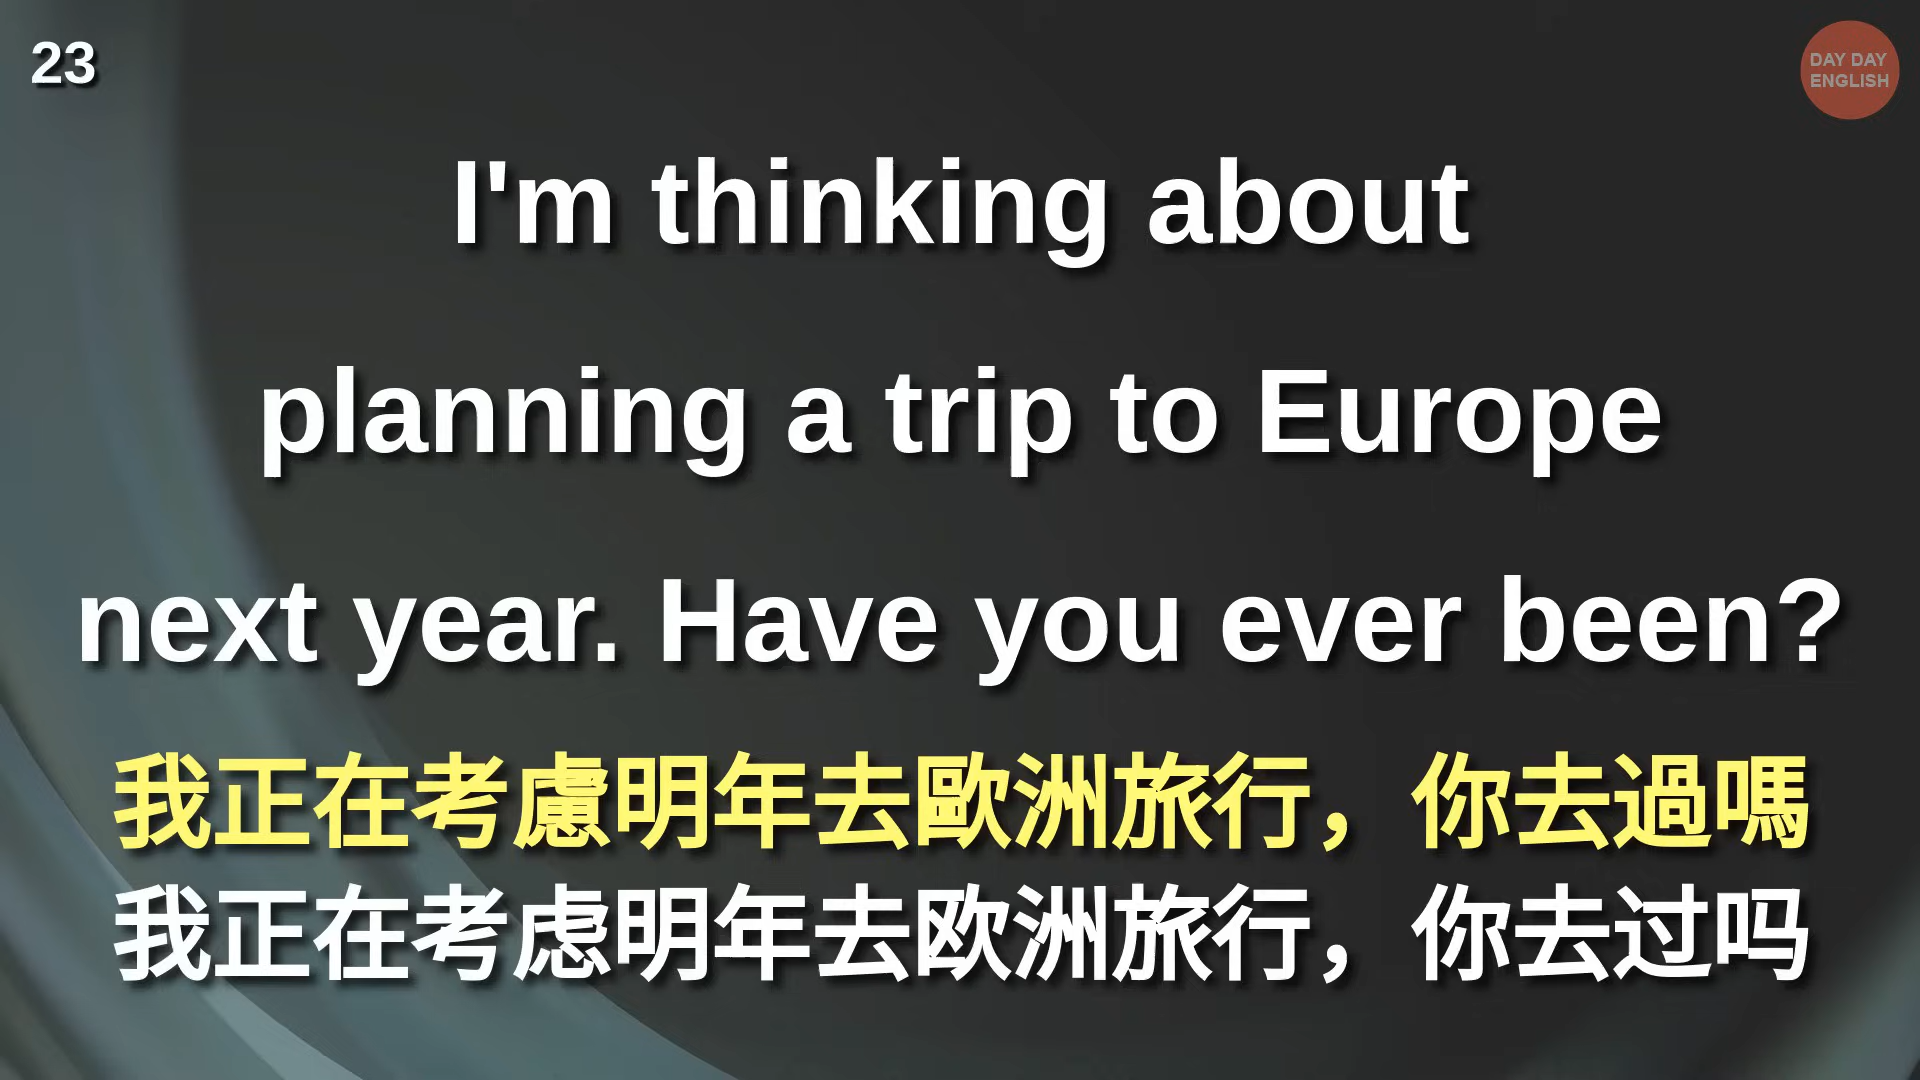 23
DAY DAY
ENGLISH
I'm thinking about
planning a trip to Europe
next year. Have you ever been?
我正在考慮明年去歐洲旅行，你去過嗎
我正在考虑明年去欧洲旅行，你去过吗